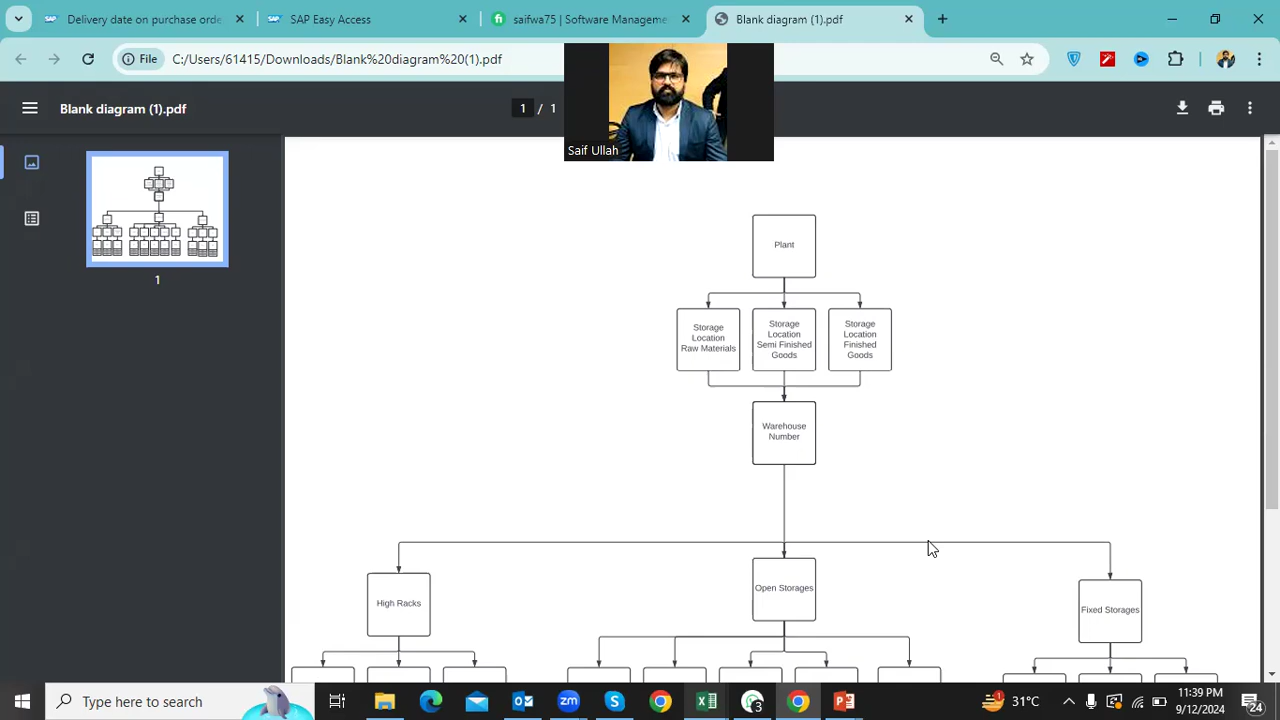 Delivery date on purchase orde
SAP Easy Access
saifwa75 | Software Manageme
Blank diagram (1).pdf
File
C:/Users/61415/Downloads/Blank%20diagram%20(1).pdf
Blank diagram (1).pdf
1 / 1
Saif Ullah
1
Plant
Storage
Location
Raw Materials
Storage
Location
Semi Finished
Goods
Storage
Location
Finished
Goods
Warehouse
Number
High Racks
Open Storages
Fixed Storages
Type here to search
3
1
31°C
11:39 PM
9/12/2024
24